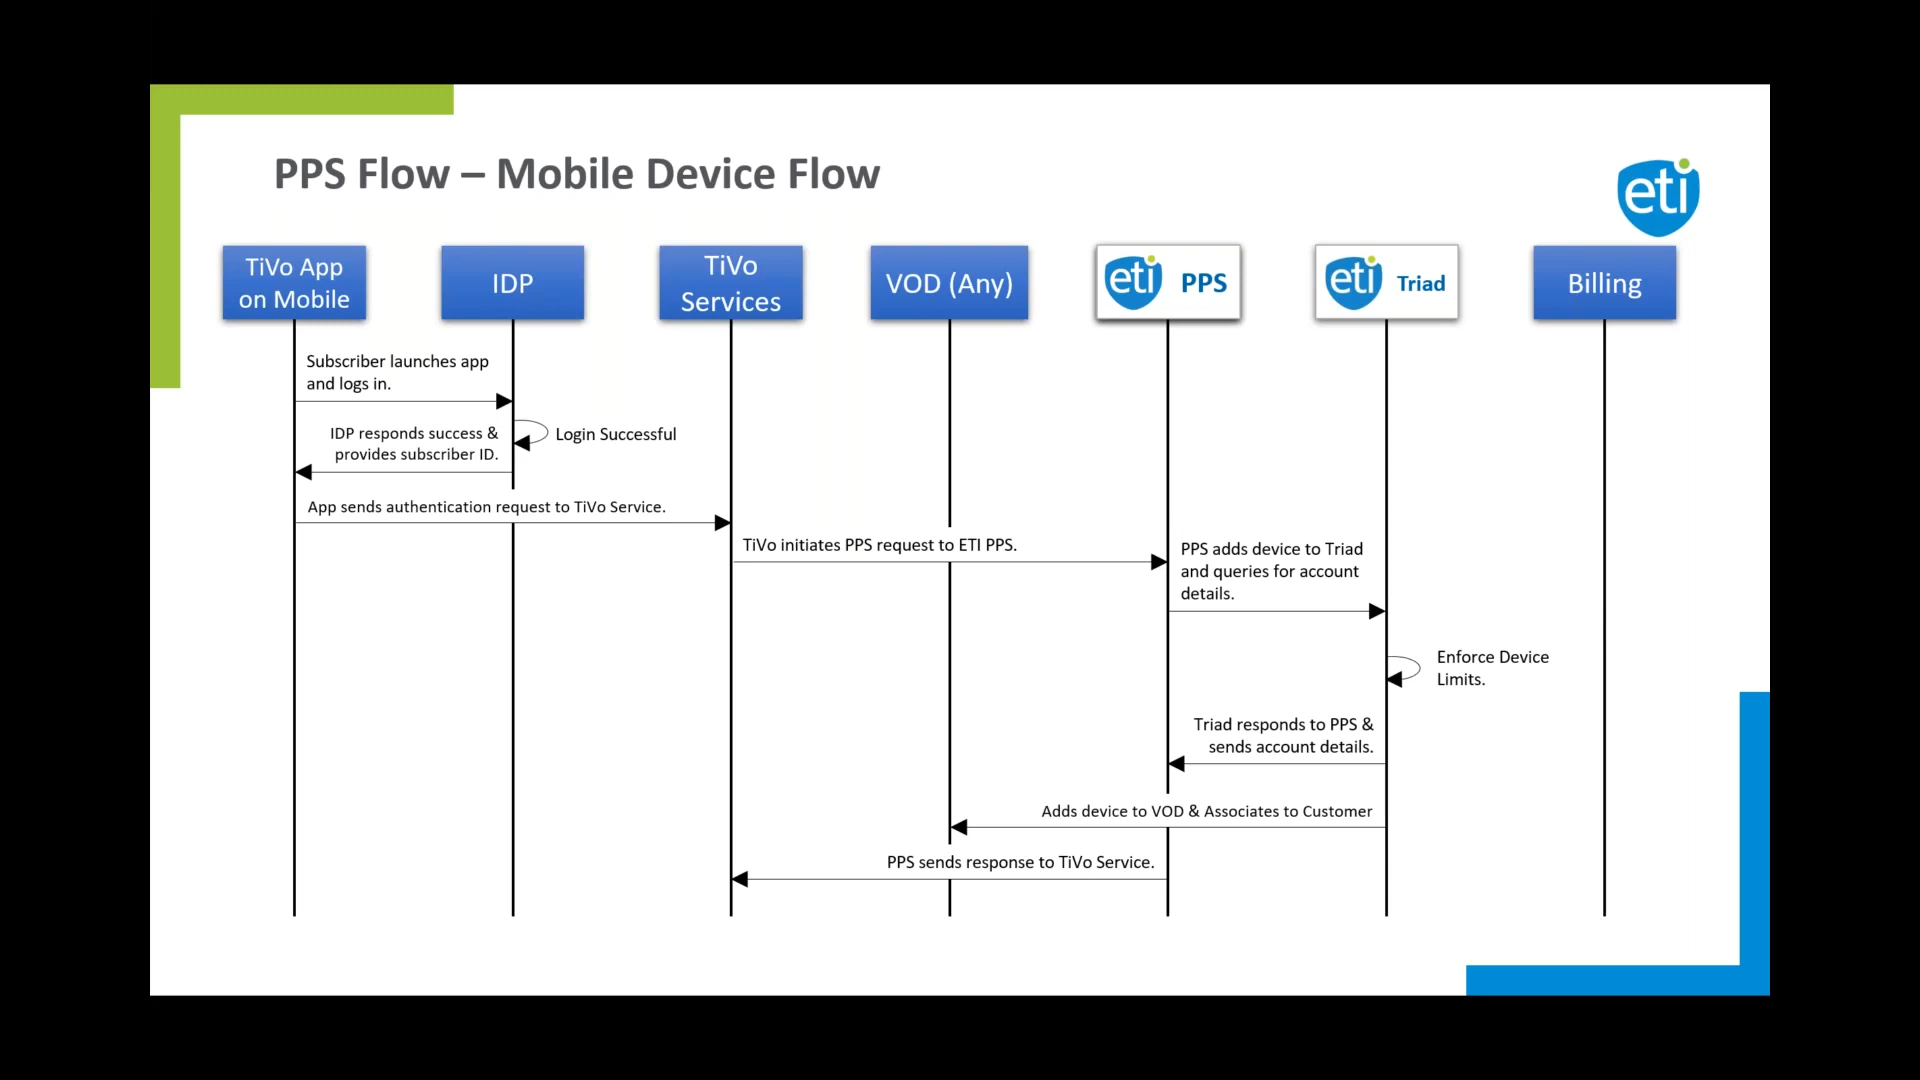 PPS Flow – Mobile Device Flow
eti
TiVo App
on Mobile
IDP
TiVo
Services
VOD (Any)
eti PPS
eti Triad
Billing
Subscriber launches app
and logs in.
IDP responds success &
provides subscriber ID.
Login Successful
App sends authentication request to TiVo Service.
TiVo initiates PPS request to ETI PPS.
PPS adds device to Triad
and queries for account
details.
Enforce Device
Limits.
Triad responds to PPS &
sends account details.
Adds device to VOD & Associates to Customer
PPS sends response to TiVo Service.